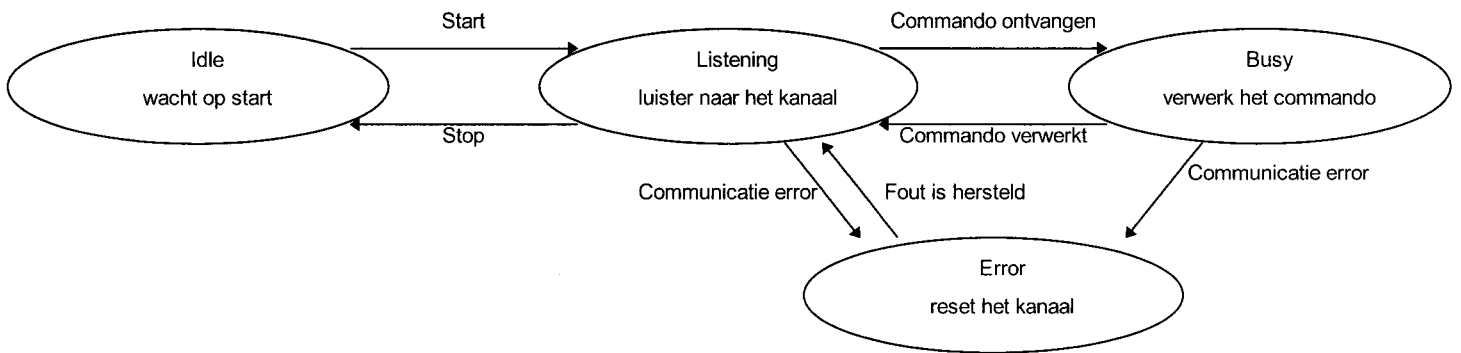 Start
Commando ontvangen
Idle
wacht op start
Listening
luister naar het kanaal
Busy
verwerk het commando
Stop
Commando verwerkt
Communicatie error
Fout is hersteld
Communicatie error
Error
reset het kanaal